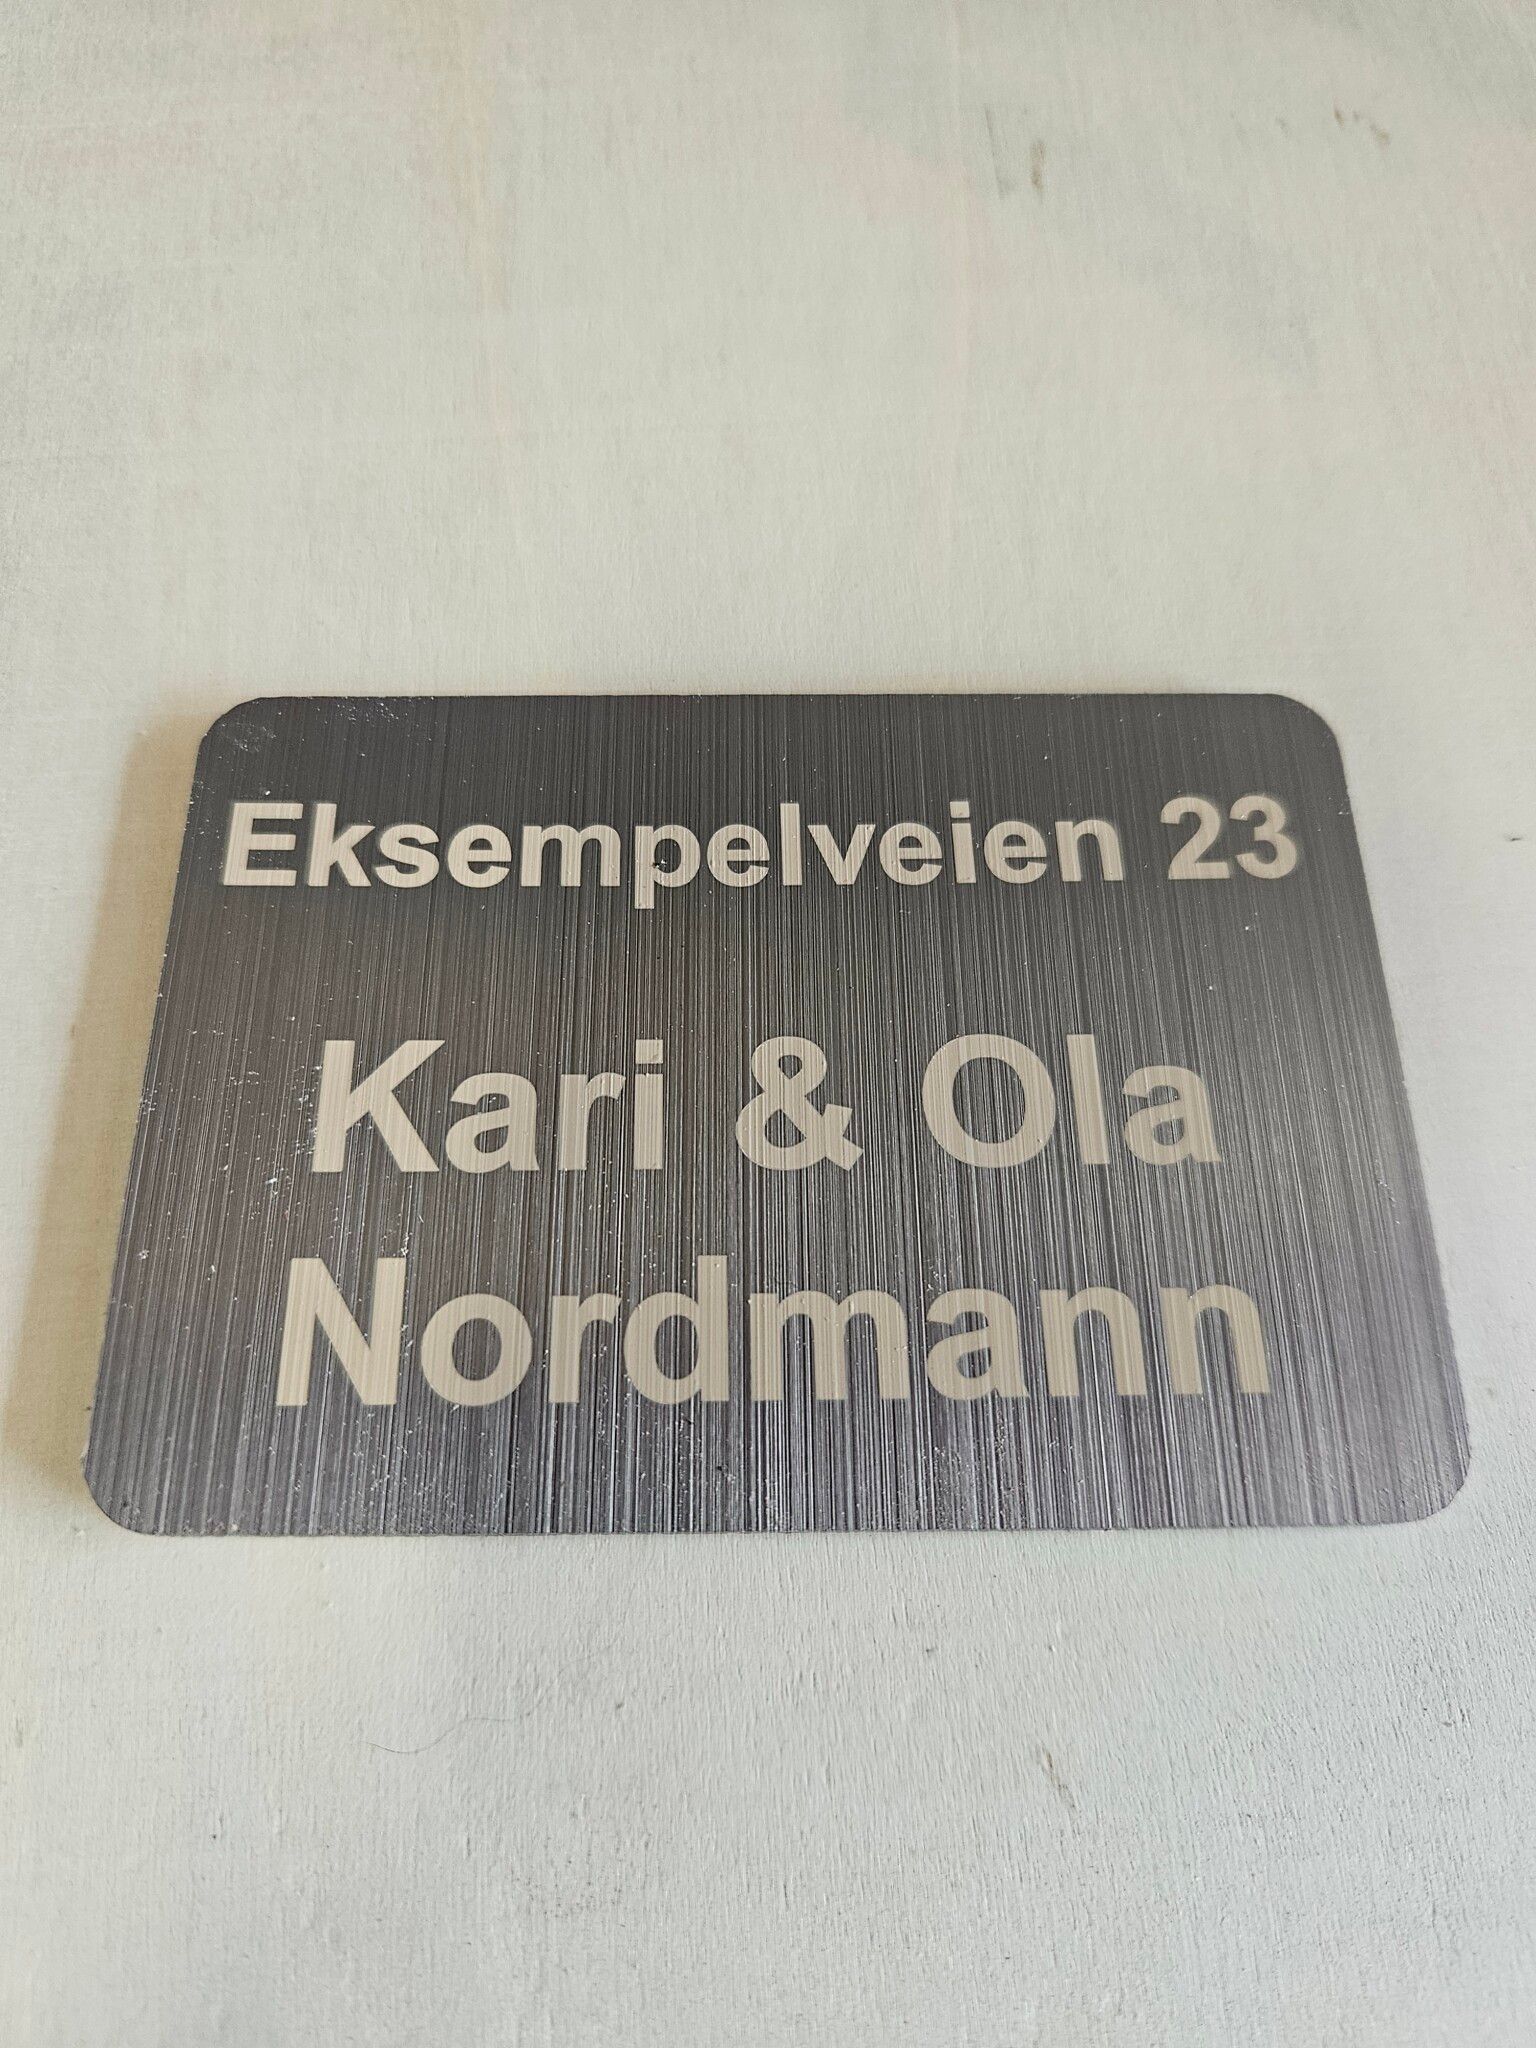 Eksempelveien 23
Kari & Ola
Nordmann